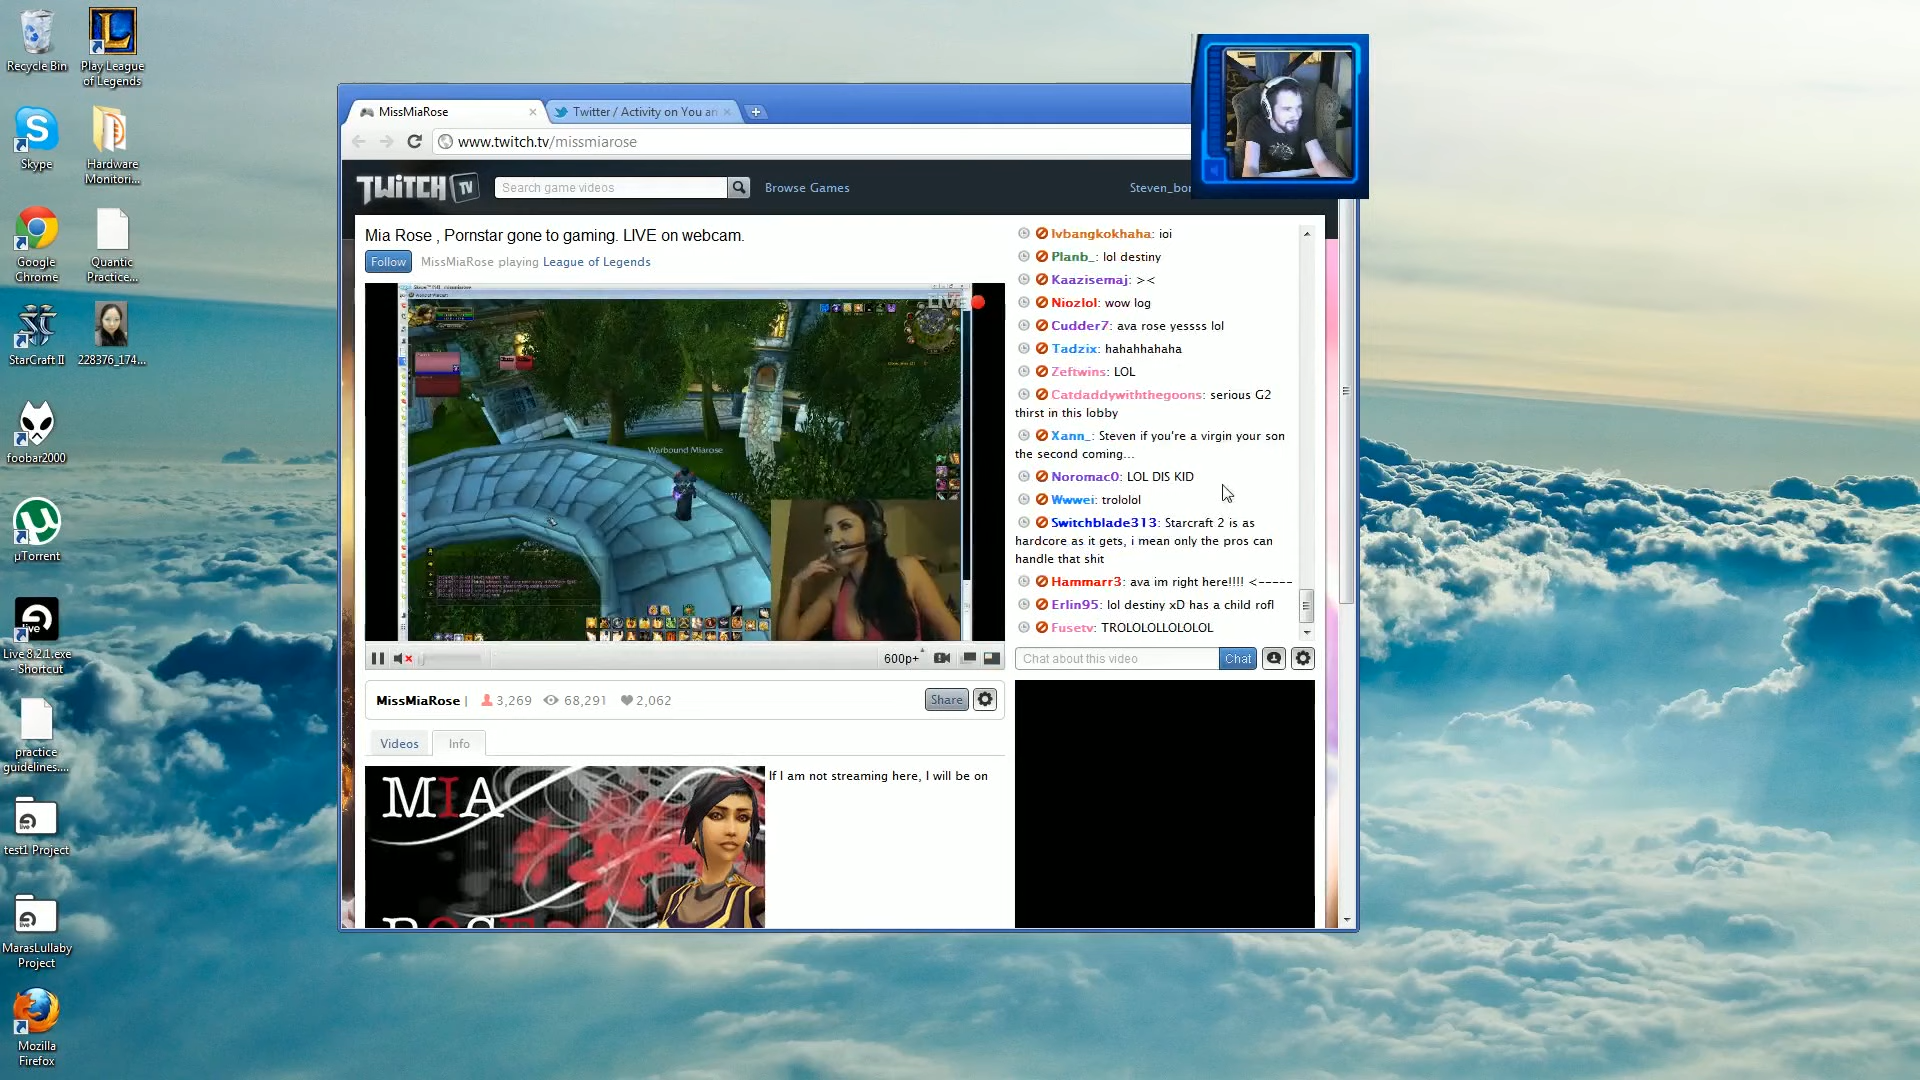 Recycle Bin
Play League
of Legends
Skype
Hardware
Monitori...
Google
Chrome
Quantic
Practice...
StarCraft II
228376_174...
foobar2000
µTorrent
live
Live 8.2.1.exe
- Shortcut
practice
guidelines....
live
test1 Project
live
MarasLullaby
Project
Mozilla
Firefox
MissMiaRose
Twitter / Activity on You an
www.twitch.tv/missmiarose
TWITCH TV
Search game videos
Browse Games
Steven_bon
Mia Rose , Pornstar gone to gaming. LIVE on webcam.
Follow
MissMiaRose playing League of Legends
LIVE
Warbound Miarose
600p+
MissMiaRose |
3,269
68,291
2,062
Share
Videos
Info
MIA
ROSE
If I am not streaming here, I will be on
Ivbangkokhaha: ioi
Planb_: lol destiny
Kaazisemaj: ><
Niozlol: wow log
Cudder7: ava rose yessss lol
Tadzix: hahahhahaha
Zeftwins: LOL
Catdaddywiththegoons: serious G2
thirst in this lobby
Xann_: Steven if you're a virgin your son
the second coming...
Noromac0: LOL DIS KID
Wwwei: trololol
Switchblade313: Starcraft 2 is as
hardcore as it gets, i mean only the pros can
handle that shit
Hammarr3: ava im right here!!!! <-----
Erlin95: lol destiny xD has a child rofl
Fusetv: TROLOLOLLOLOLOL
Chat about this video
Chat